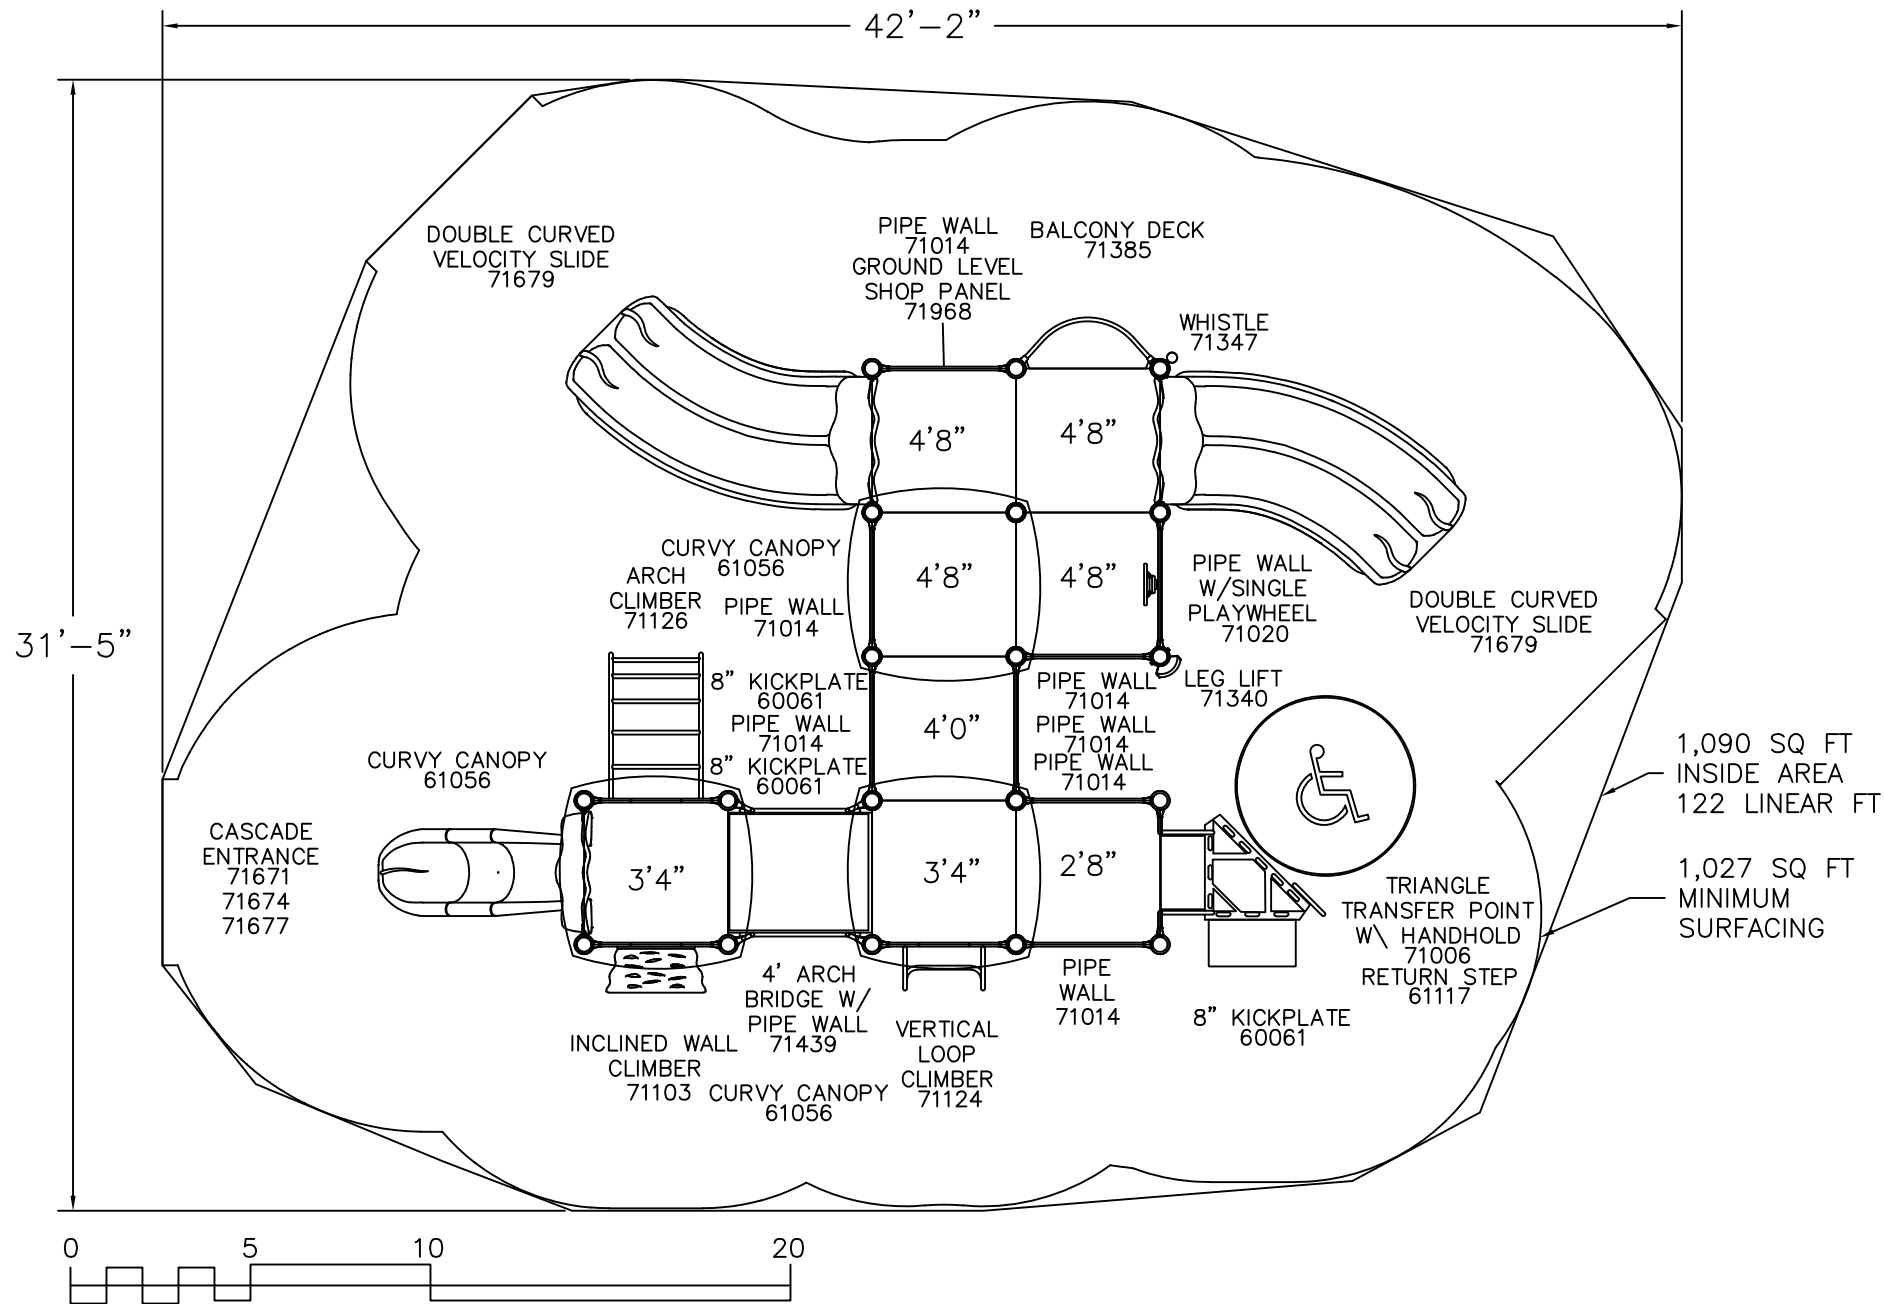 42'-2"
31'-5"
DOUBLE CURVED
VELOCITY SLIDE
71679
PIPE WALL
71014
GROUND LEVEL
SHOP PANEL
71968
BALCONY DECK
71385
WHISTLE
71347
4'8"
4'8"
4'8"
4'8"
CURVY CANOPY
61056
ARCH
CLIMBER
71126
PIPE WALL
71014
PIPE WALL
W/SINGLE
PLAYWHEEL
71020
DOUBLE CURVED
VELOCITY SLIDE
71679
8" KICKPLATE
60061
PIPE WALL
71014
8" KICKPLATE
60061
4'0"
PIPE WALL
71014
PIPE WALL
71014
PIPE WALL
71014
LEG LIFT
71340
CURVY CANOPY
61056
CASCADE
ENTRANCE
71671
71674
71677
3'4"
3'4"
2'8"
1,090 SQ FT
INSIDE AREA
122 LINEAR FT
1,027 SQ FT
MINIMUM
SURFACING
TRIANGLE
TRANSFER POINT
W\ HANDHOLD
71006
RETURN STEP
61117
INCLINED WALL
CLIMBER
71103
4' ARCH
BRIDGE W/
PIPE WALL
71439
CURVY CANOPY
61056
VERTICAL
LOOP
CLIMBER
71124
PIPE
WALL
71014
8" KICKPLATE
60061
0 5 10 20